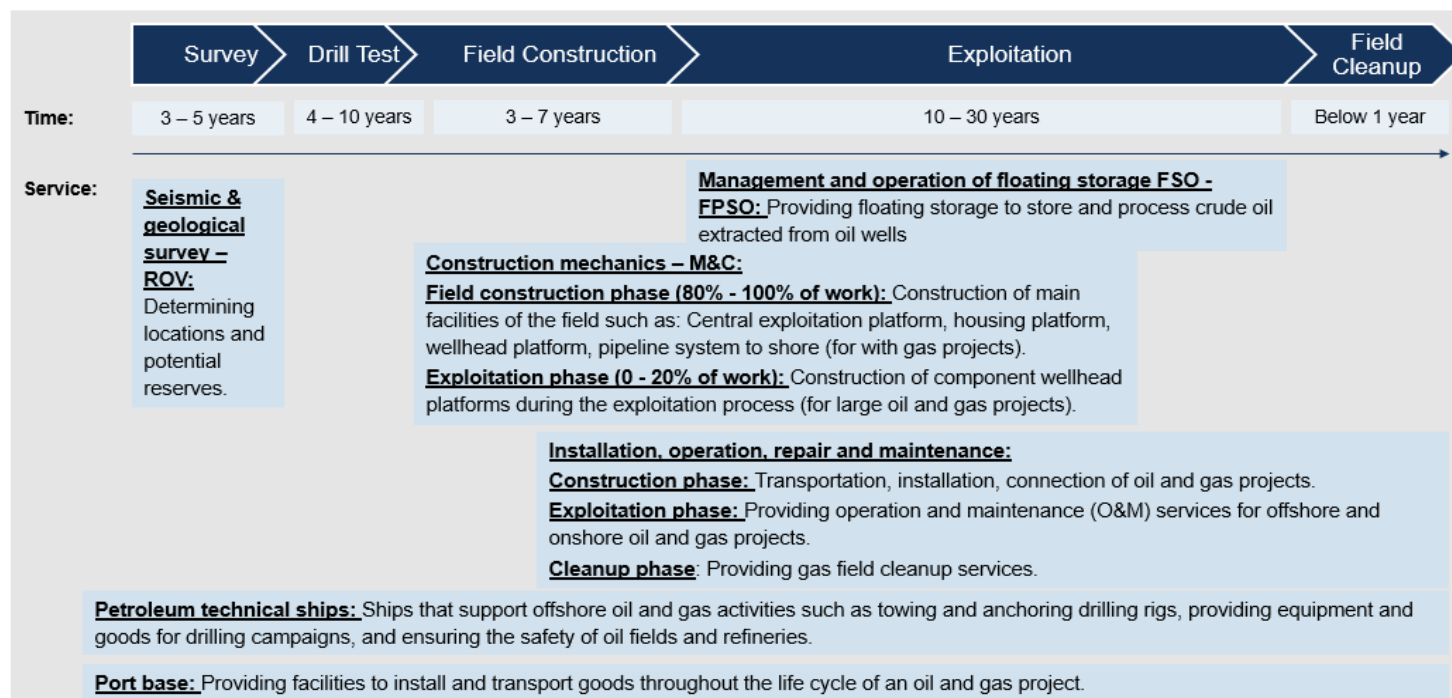 Survey
Drill Test
Field Construction
Exploitation
Field
Cleanup
Time:
3 – 5 years
4 – 10 years
3 – 7 years
10 – 30 years
Below 1 year
Service:
Seismic &
geological
survey –
ROV:
Determining
locations and
potential
reserves.
Management and operation of floating storage FSO -
FPSO: Providing floating storage to store and process crude oil
extracted from oil wells
Construction mechanics – M&C:
Field construction phase (80% - 100% of work): Construction of main
facilities of the field such as: Central exploitation platform, housing platform,
wellhead platform, pipeline system to shore (for with gas projects).
Exploitation phase (0 - 20% of work): Construction of component wellhead
platforms during the exploitation process (for large oil and gas projects).
Installation, operation, repair and maintenance:
Construction phase: Transportation, installation, connection of oil and gas projects.
Exploitation phase: Providing operation and maintenance (O&M) services for offshore and
onshore oil and gas projects.
Cleanup phase: Providing gas field cleanup services.
Petroleum technical ships: Ships that support offshore oil and gas activities such as towing and anchoring drilling rigs, providing equipment and
goods for drilling campaigns, and ensuring the safety of oil fields and refineries.
Port base: Providing facilities to install and transport goods throughout the life cycle of an oil and gas project.